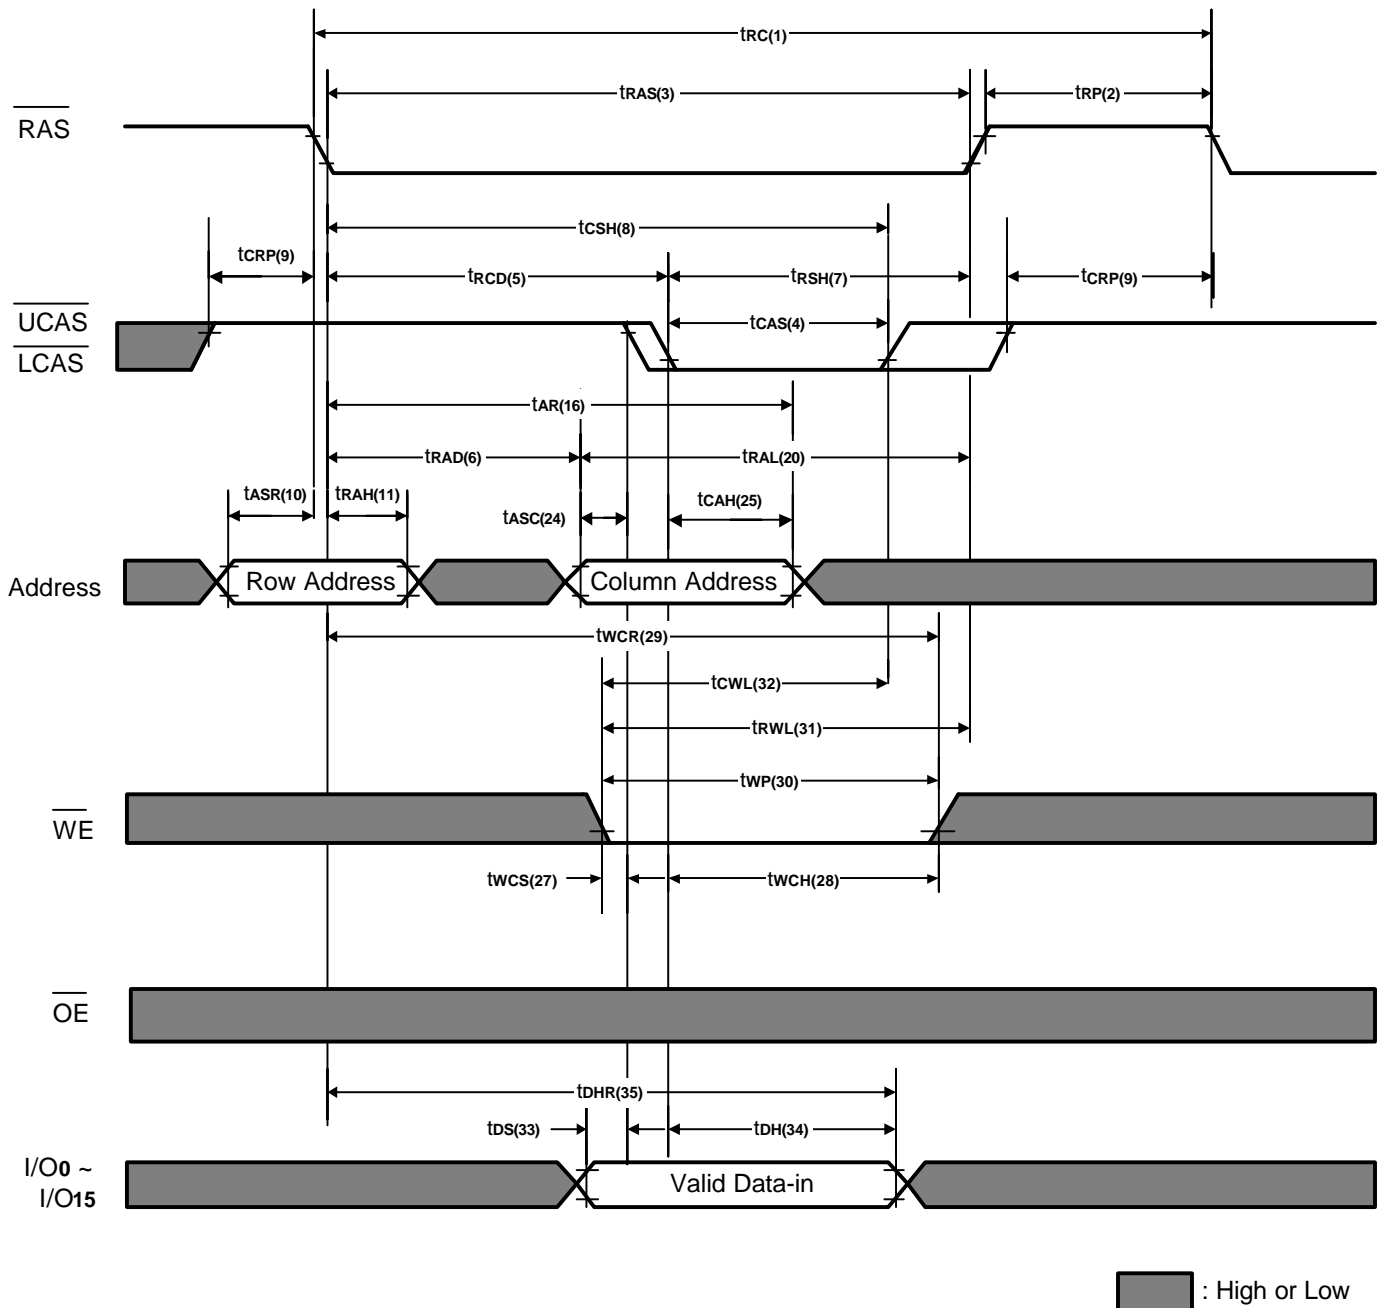 tRC(1)
tRAS(3)
tRP(2)
RAS
tCSH(8)
tCRP(9)
tRCD(5)
tRSH(7)
tCRP(9)
UCAS
LCAS
tCAS(4)
tAR(16)
tRAD(6)
tRAL(20)
tASR(10)
tRAH(11)
tASC(24)
tCAH(25)
Address
Row Address
Column Address
tWCR(29)
tCWL(32)
tRWL(31)
tWP(30)
WE
tWCS(27)
tWCH(28)
OE
tDHR(35)
tDS(33)
tDH(34)
I/O0 ~
I/O15
Valid Data-in
: High or Low